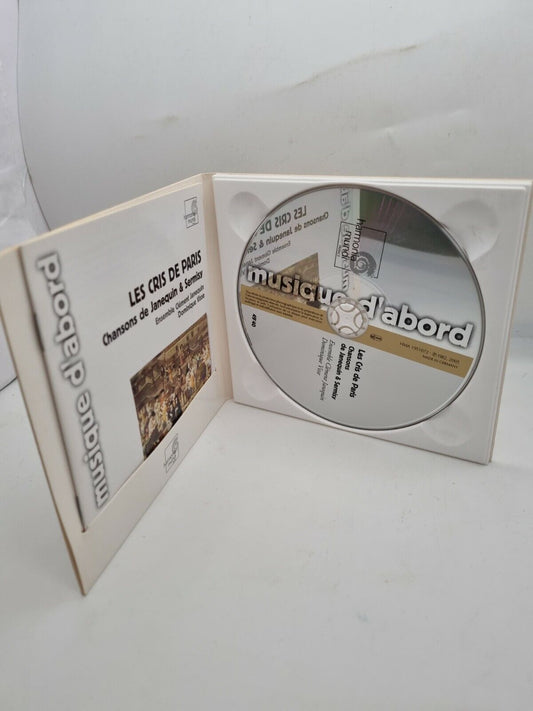 musique d'abord
LES CRIS DE PARIS
Chansons de Janequin & Sermisy
Ensemble Clément Janequin
Dominique Visse
harmonia
mundi
musique d'abord
Les Cris de Paris
Chansons
de Janequin & Sermisy
Ensemble Clément Janequin
Dominique Visse